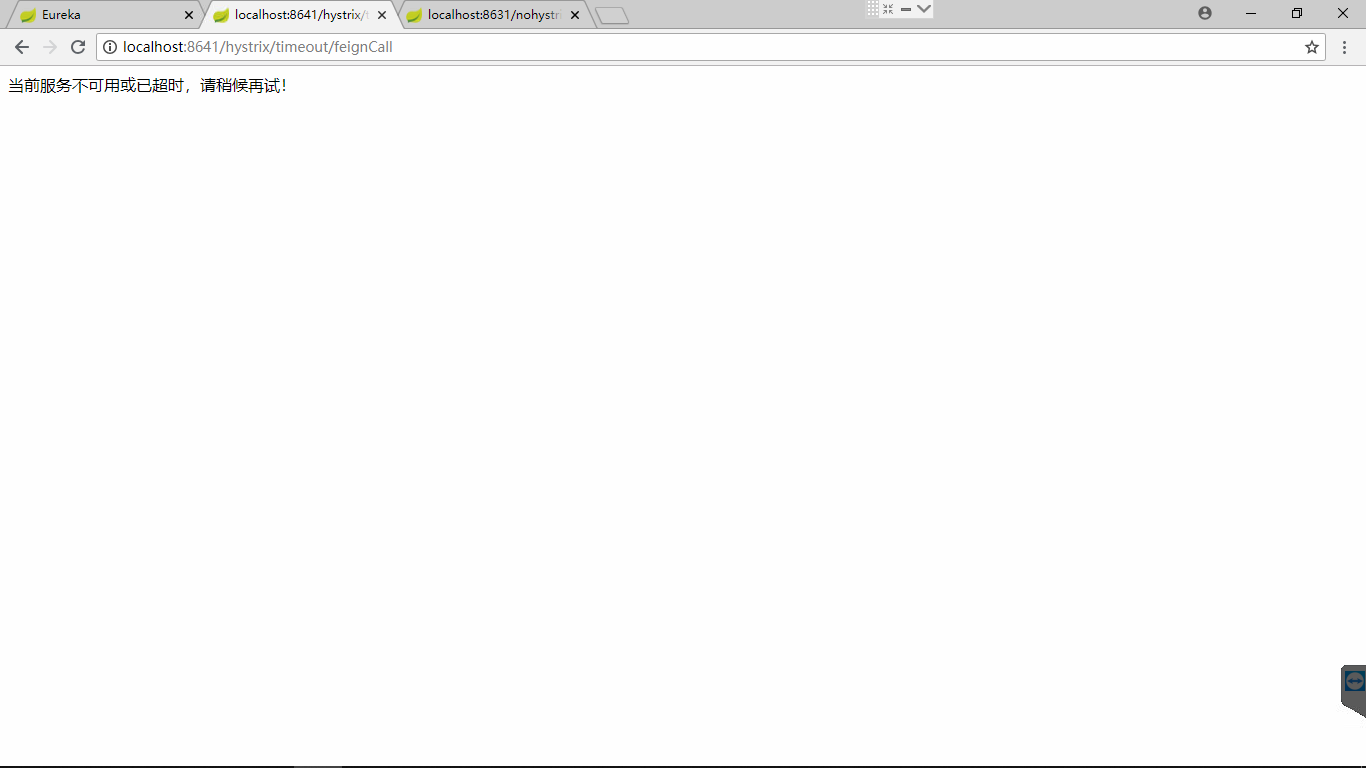 Eureka
localhost:8641/hystrix/t
localhost:8631/nohystri
localhost:8641/hystrix/timeout/feignCall
当前服务不可用或已超时，请稍候再试！